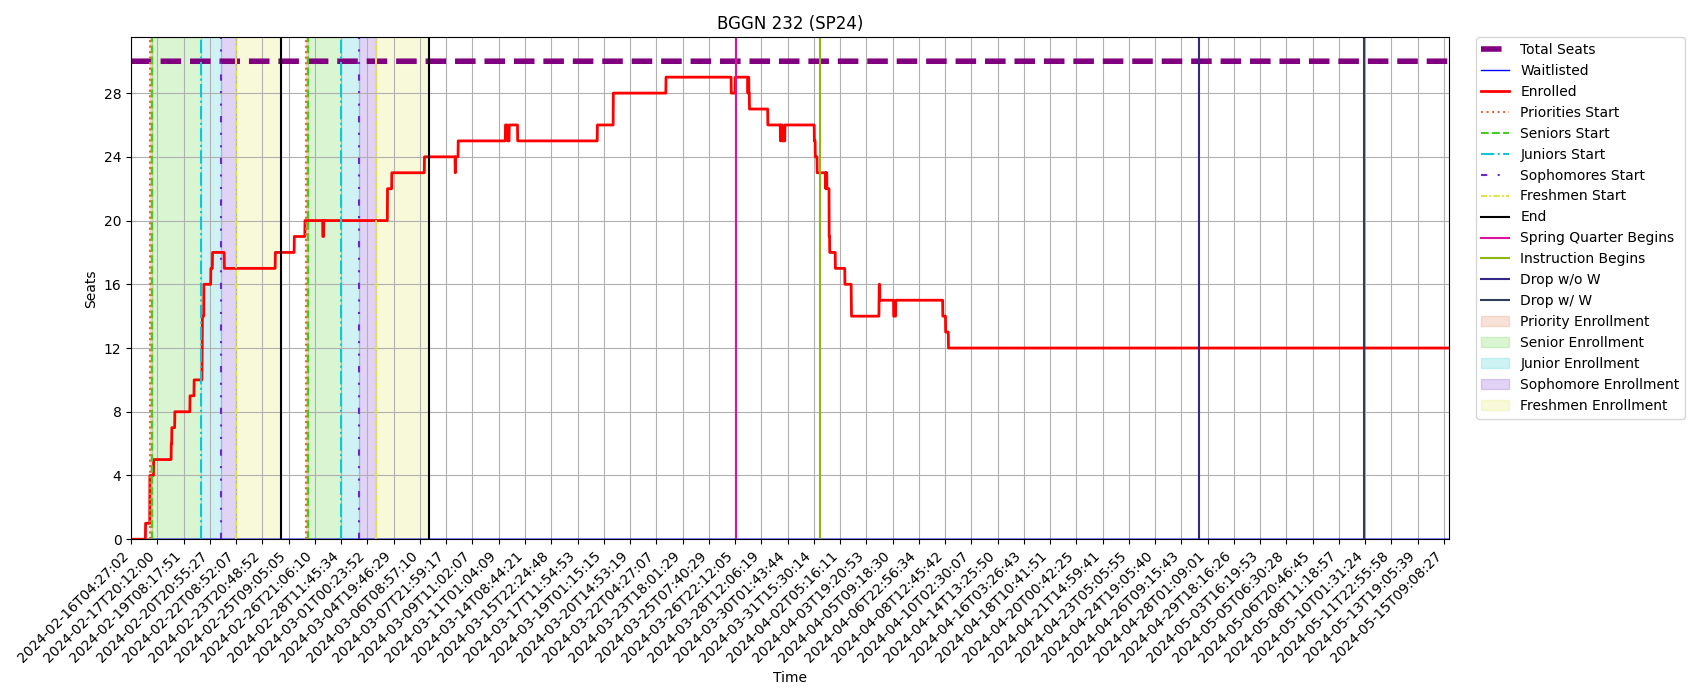 BGGN 232 (SP24)
Total Seats
Waitlisted
Enrolled
Priorities Start
Seniors Start
Juniors Start
Sophomores Start
Freshmen Start
End
Spring Quarter Begins
Instruction Begins
Drop w/o W
Drop w/ W
Priority Enrollment
Senior Enrollment
Junior Enrollment
Sophomore Enrollment
Freshmen Enrollment
Seats
28
24
20
16
12
8
4
0
2024-02-16T04:27:02
2024-02-17T20:12:00
2024-02-19T08:17:51
2024-02-20T20:55:27
2024-02-22T08:52:07
2024-02-23T20:48:52
2024-02-25T09:05:05
2024-02-26T21:06:10
2024-02-28T11:45:34
2024-03-01T00:23:52
2024-03-04T19:46:29
2024-03-06T08:57:10
2024-03-07T21:59:17
2024-03-11T01:02:07
2024-03-13T01:04:09
2024-03-14T08:44:21
2024-03-15T22:24:48
2024-03-17T11:54:53
2024-03-19T01:15:15
2024-03-20T14:53:19
2024-03-22T04:27:07
2024-03-23T18:01:29
2024-03-25T07:40:29
2024-03-26T22:12:05
2024-03-28T12:06:19
2024-03-30T01:43:44
2024-03-31T15:30:14
2024-04-02T05:16:11
2024-04-03T19:20:53
2024-04-05T09:18:30
2024-04-06T22:56:34
2024-04-08T12:45:42
2024-04-10T02:30:07
2024-04-14T13:25:50
2024-04-16T03:26:43
2024-04-18T10:41:51
2024-04-20T00:42:25
2024-04-21T14:59:41
2024-04-23T05:05:55
2024-04-24T19:05:40
2024-04-26T09:15:43
2024-04-28T01:09:01
2024-04-29T18:16:26
2024-05-03T16:19:53
2024-05-05T06:30:28
2024-05-06T20:46:45
2024-05-08T11:18:57
2024-05-10T01:31:24
2024-05-11T22:55:58
2024-05-13T19:05:39
2024-05-15T09:08:27
Time